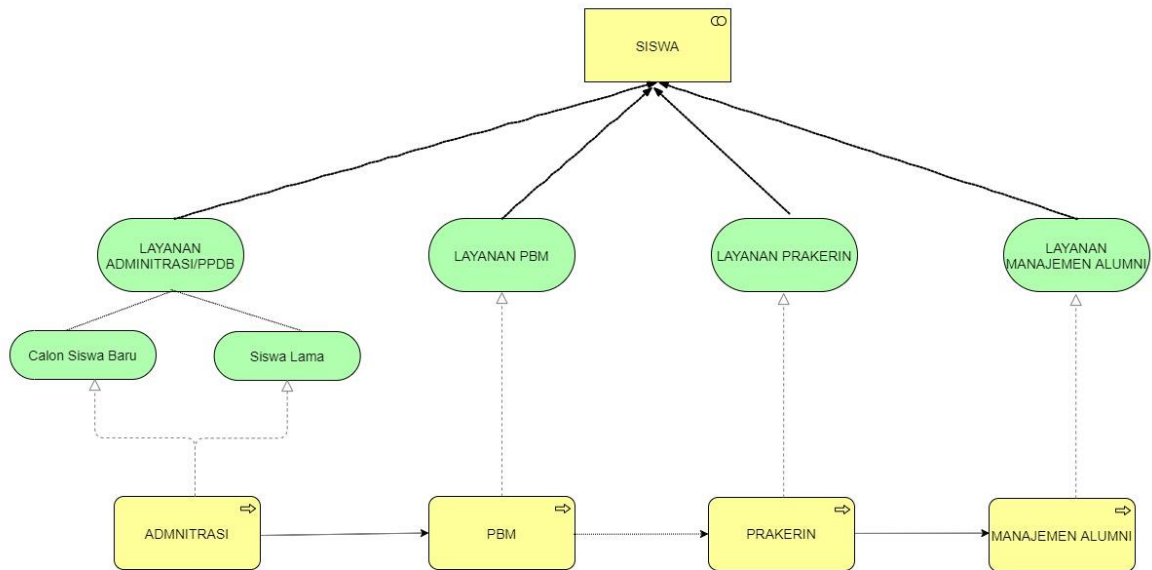 SISWA
LAYANAN
ADMINITRASI/PPDB
LAYANAN PBM
LAYANAN PRAKERIN
LAYANAN
MANAJEMEN ALUMNI
Calon Siswa Baru
Siswa Lama
ADMNITRASI
PBM
PRAKERIN
MANAJEMEN ALUMNI